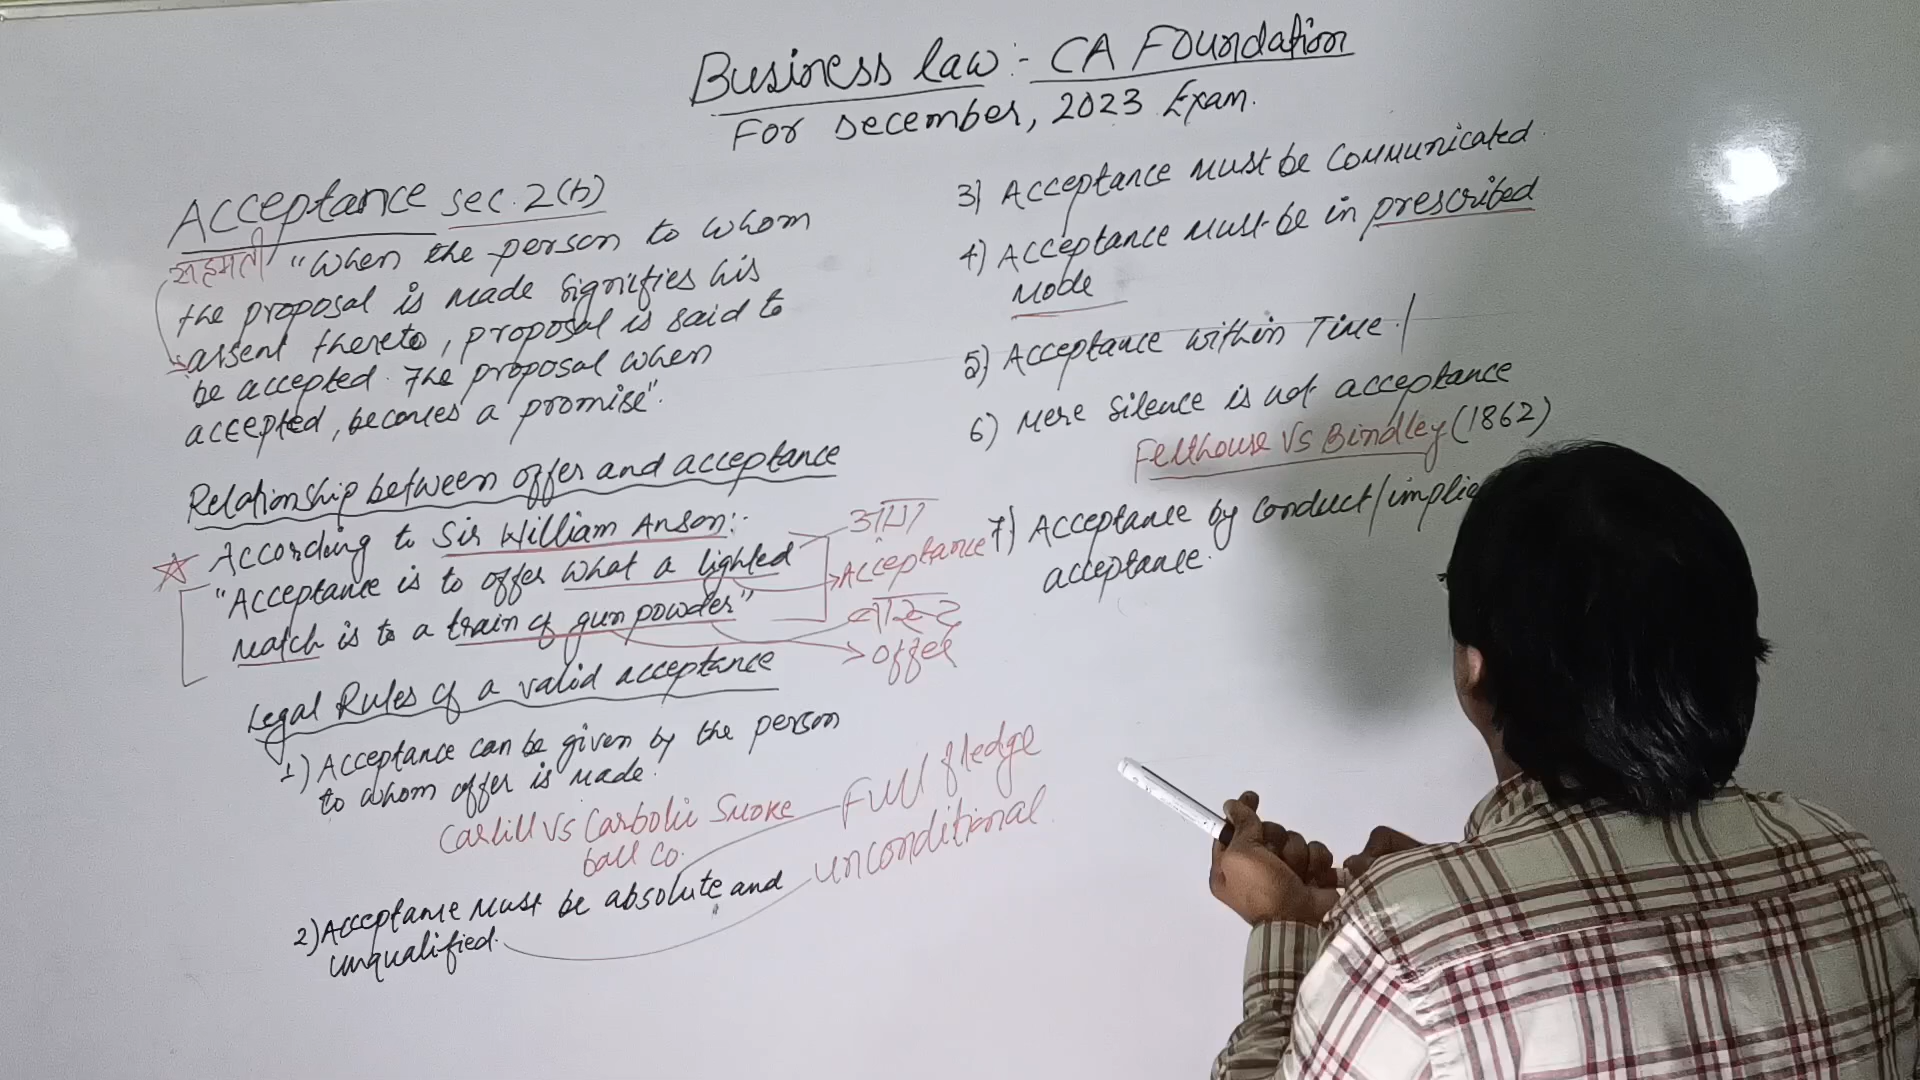 Business law :- CA Foundation
For December, 2023 Exam.
Acceptance sec. 2(b)
सहमती
"When the person to whom
the proposal is made signifies his
assent thereto, proposal is said to
be accepted. The proposal when
accepted, becomes a promise".
Relationship between offer and acceptance
According to Sir William Anson:-
"Acceptance is to offer what a lighted
match is to a train of gun powder"
Acceptance
offer
Legal Rules of a valid acceptance
1) Acceptance can be given by the person
to whom offer is made.
Carlill vs Carbolic Smoke
ball co.
2) Acceptance must be absolute and
unqualified.
Full fledge
unconditional.
3) Acceptance must be communicated
4) Acceptance must be in prescribed
mode
5) Acceptance within Time.
6) Mere silence is not acceptance
Felthouse Vs Bindley (1862)
7) Acceptance by conduct/implie
acceptance.